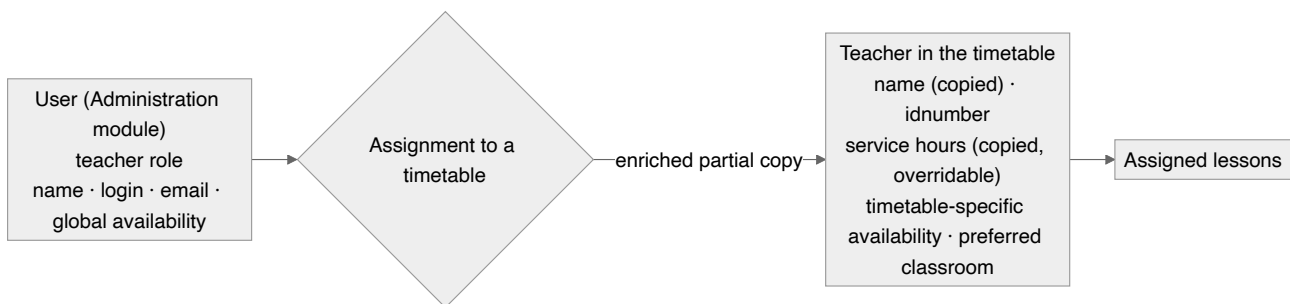 User (Administration
module)
teacher role
name · login · email ·
global availability
Assignment to a
timetable
enriched partial copy
Teacher in the timetable
name (copied) ·
idnumber
service hours (copied,
overridable)
timetable-specific
availability · preferred
classroom
Assigned lessons